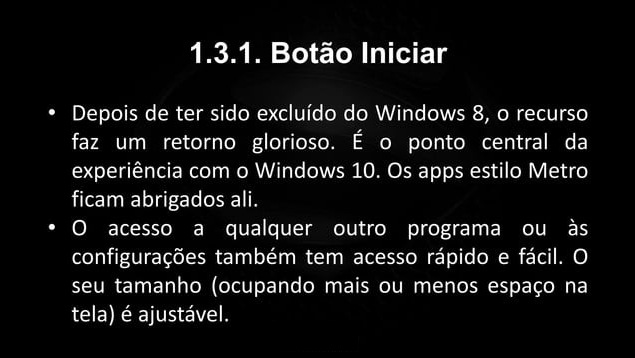 1.3.1. Botão Iniciar
• Depois de ter sido excluído do Windows 8, o recurso
faz um retorno glorioso. É o ponto central da
experiência com o Windows 10. Os apps estilo Metro
ficam abrigados ali.
• O acesso a qualquer outro programa ou às
configurações também tem acesso rápido e fácil. O
seu tamanho (ocupando mais ou menos espaço na
tela) é ajustável.